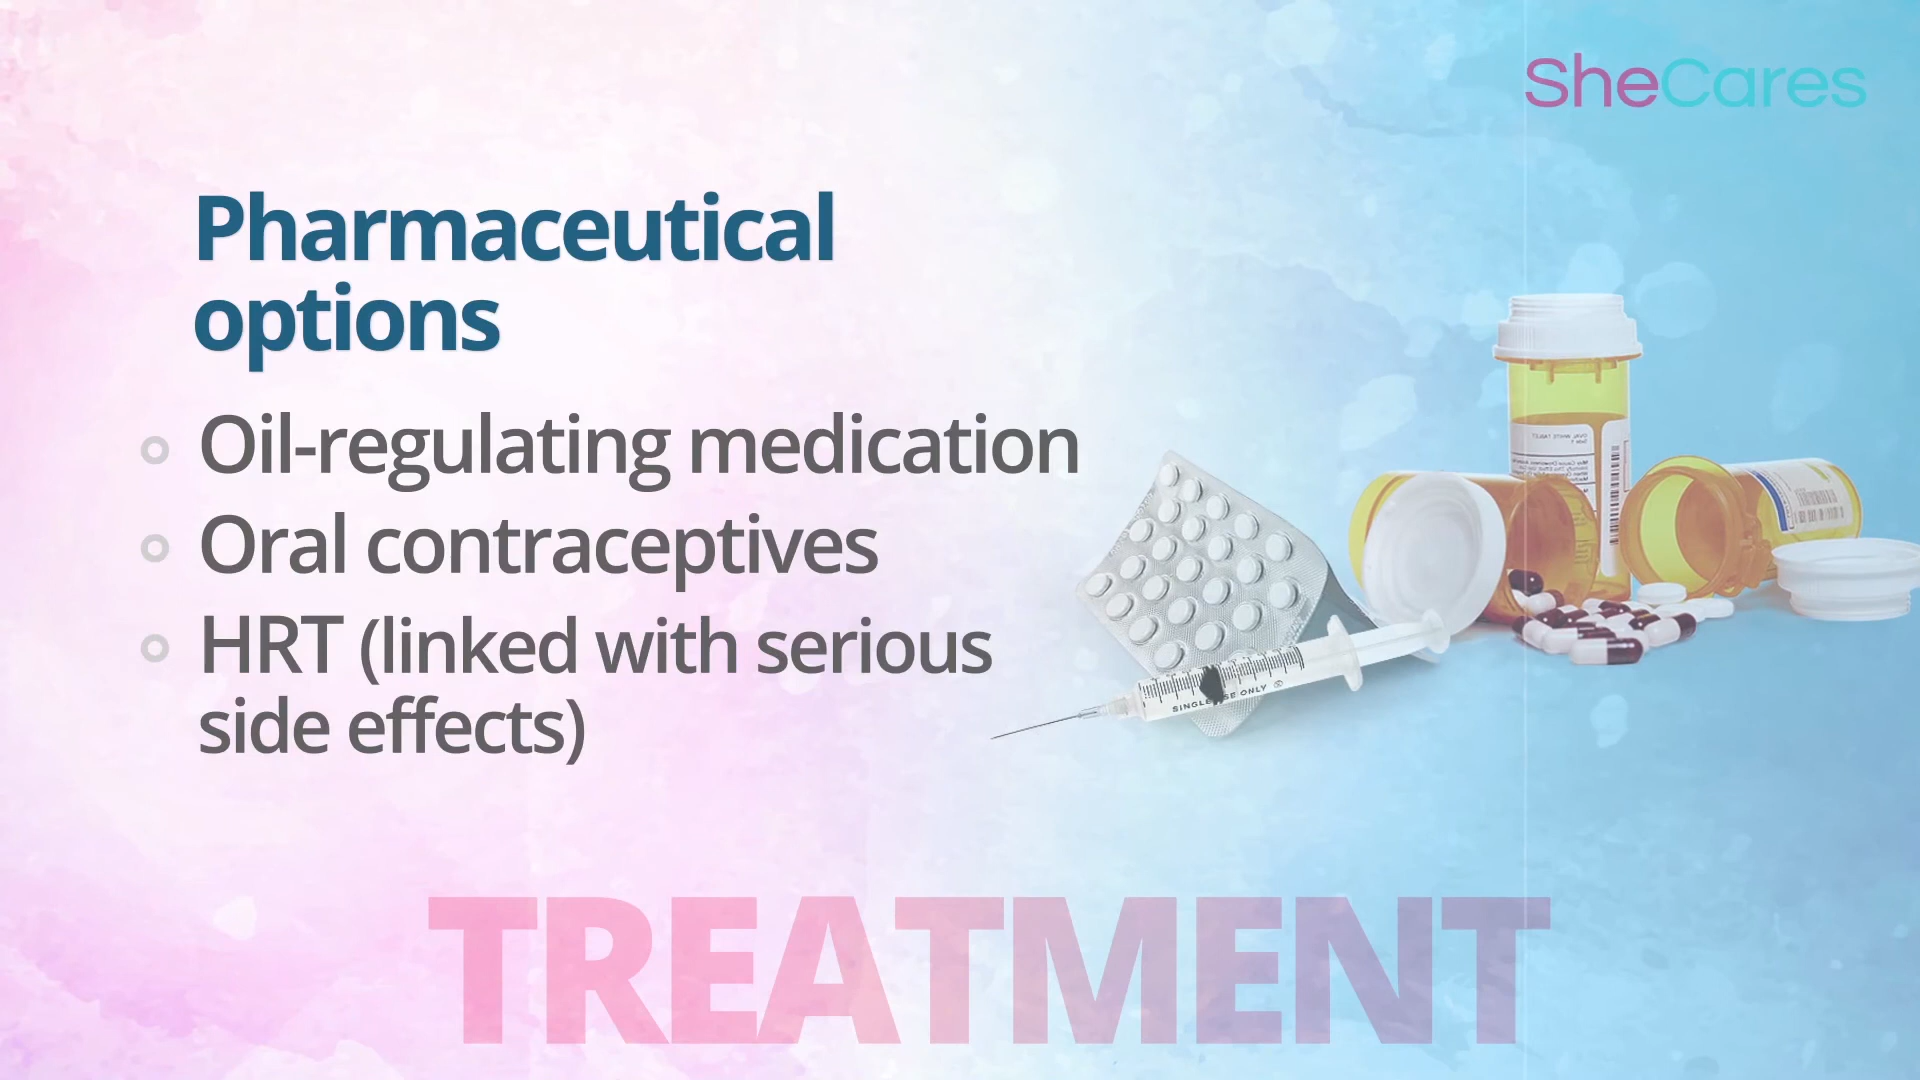 SheCares
Pharmaceutical
options
Oil-regulating medication
Oral contraceptives
HRT (linked with serious
side effects)
TREATMENT